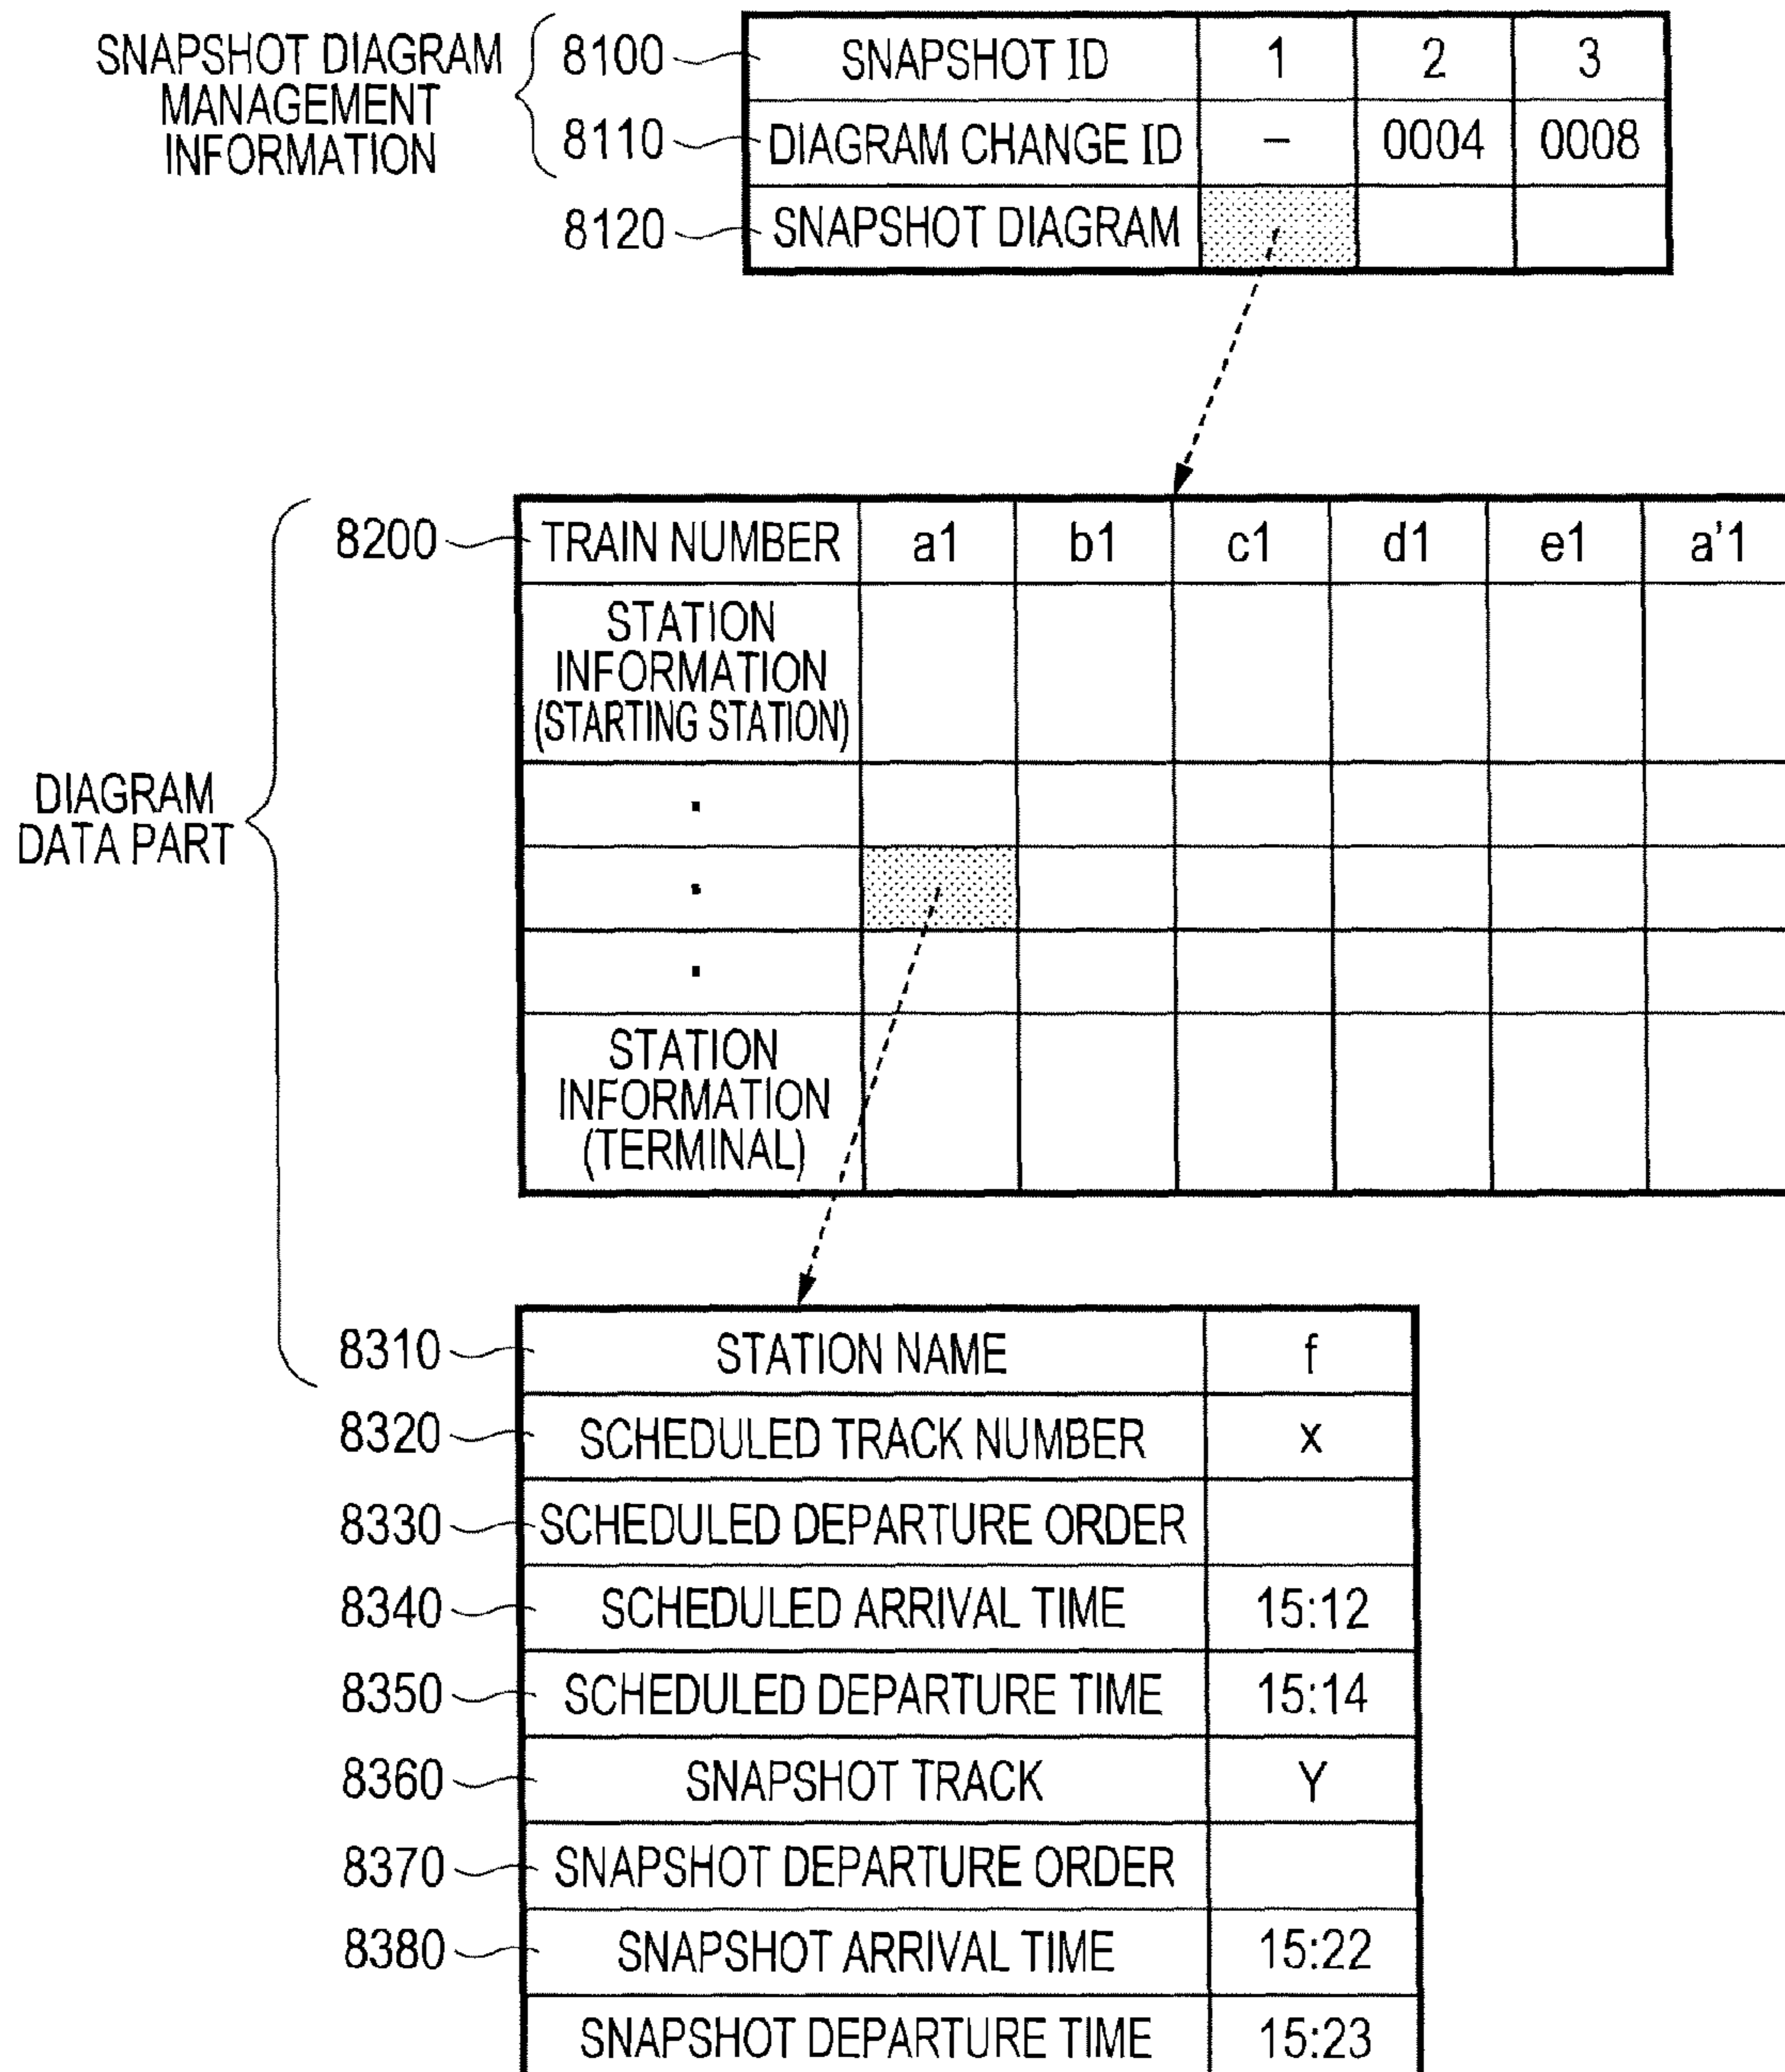 SNAPSHOT DIAGRAM
MANAGEMENT
INFORMATION
8100 SNAPSHOT ID 1 2 3
8110 DIAGRAM CHANGE ID – 0004 0008
8120 SNAPSHOT DIAGRAM
DIAGRAM
DATA PART
8200 TRAIN NUMBER a1 b1 c1 d1 e1 a'1
STATION
INFORMATION
(STARTING STATION)
.
.
.
STATION
INFORMATION
(TERMINAL)
8310 STATION NAME f
8320 SCHEDULED TRACK NUMBER x
8330 SCHEDULED DEPARTURE ORDER
8340 SCHEDULED ARRIVAL TIME 15:12
8350 SCHEDULED DEPARTURE TIME 15:14
8360 SNAPSHOT TRACK Y
8370 SNAPSHOT DEPARTURE ORDER
8380 SNAPSHOT ARRIVAL TIME 15:22
SNAPSHOT DEPARTURE TIME 15:23